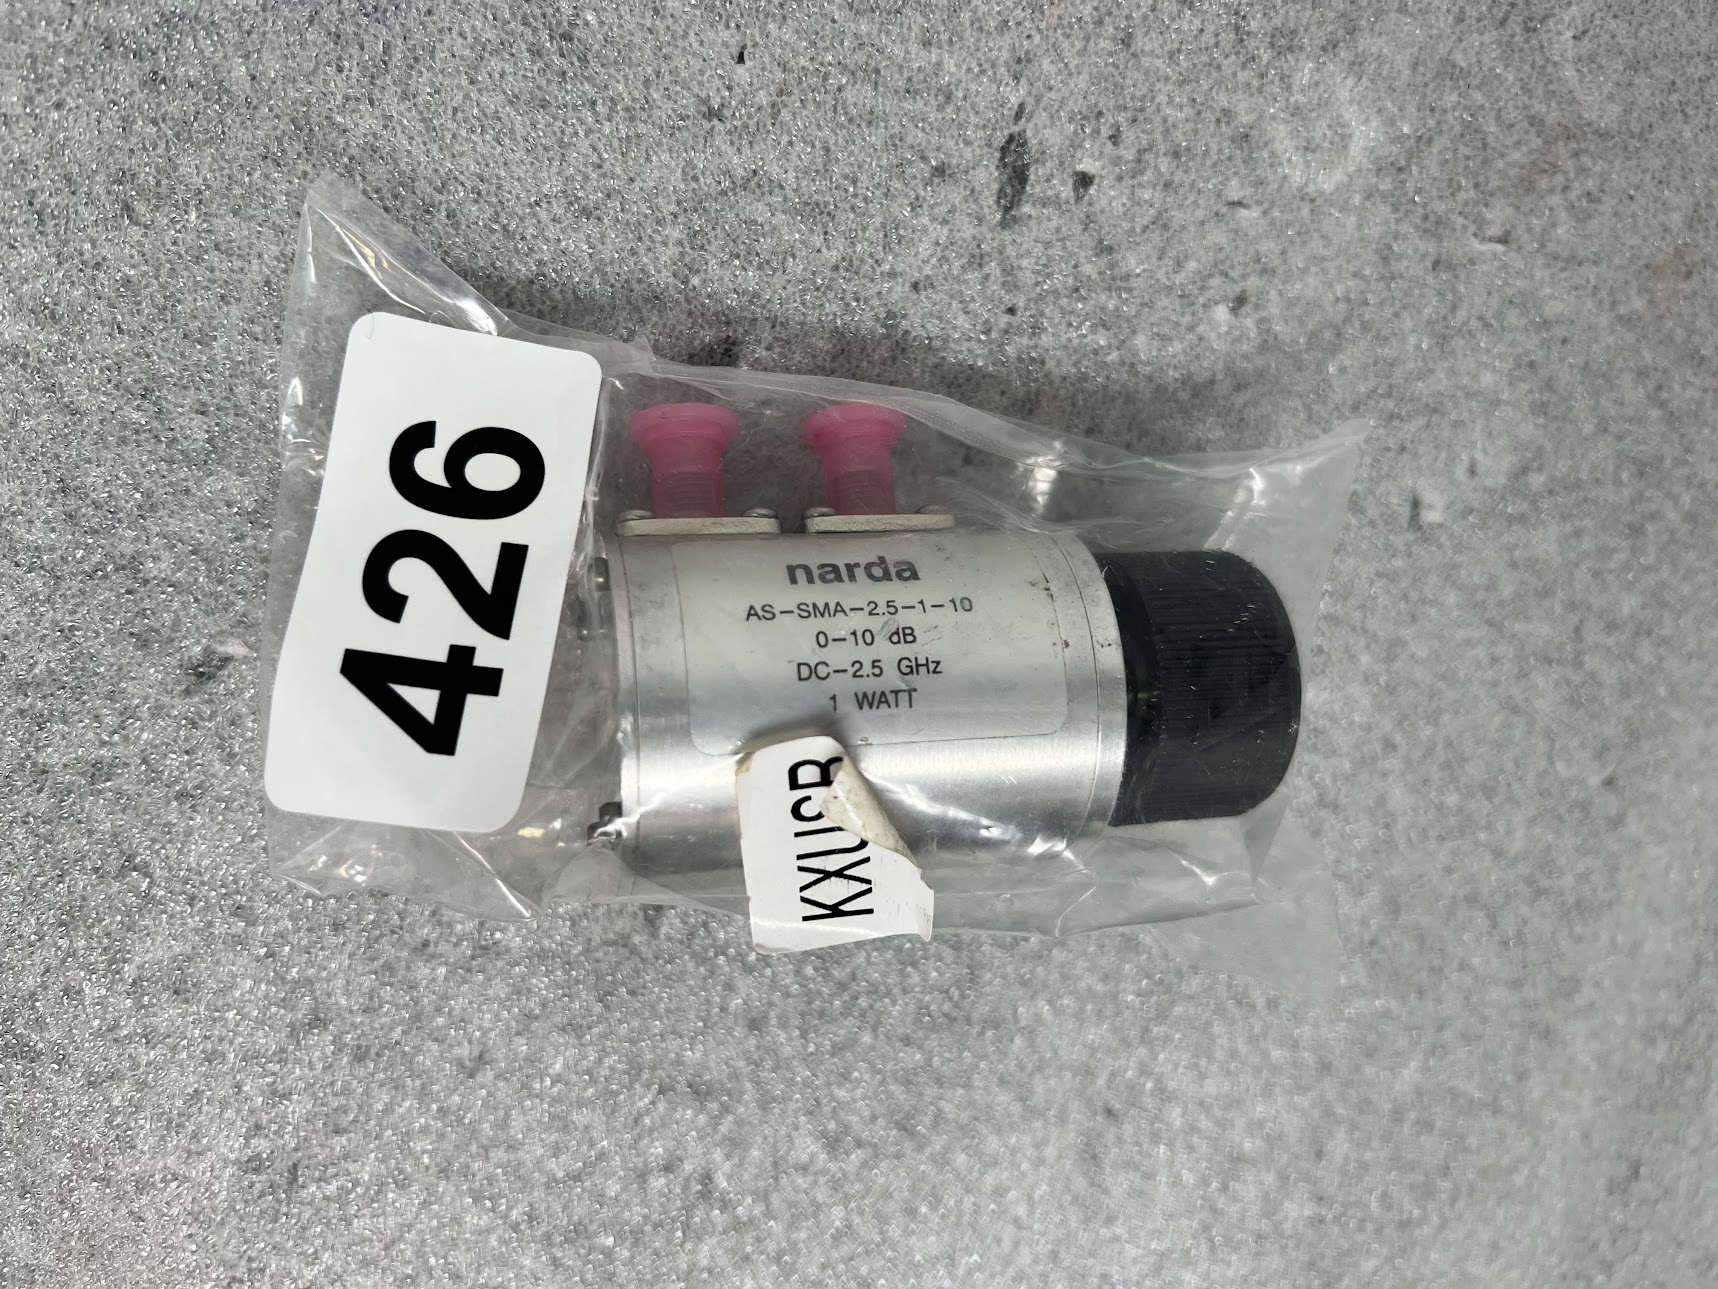 426
narda
AS-SMA-2.5-1-10
0-10 dB
DC-2.5 GHz
1 WATT